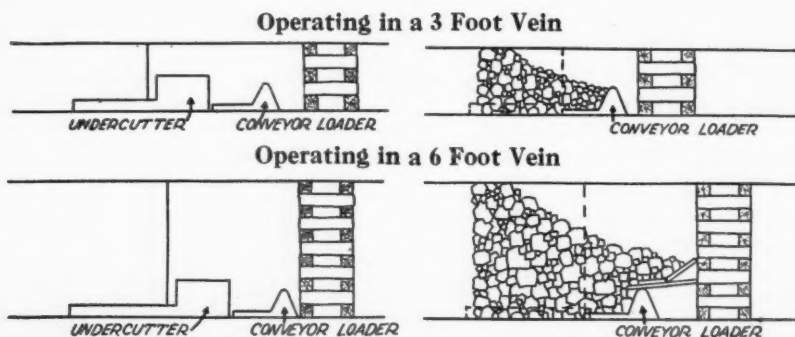 Operating in a 3 Foot Vein
UNDERCUTTER
CONVEYOR LOADER
CONVEYOR LOADER
Operating in a 6 Foot Vein
UNDERCUTTER
CONVEYOR LOADER
CONVEYOR LOADER